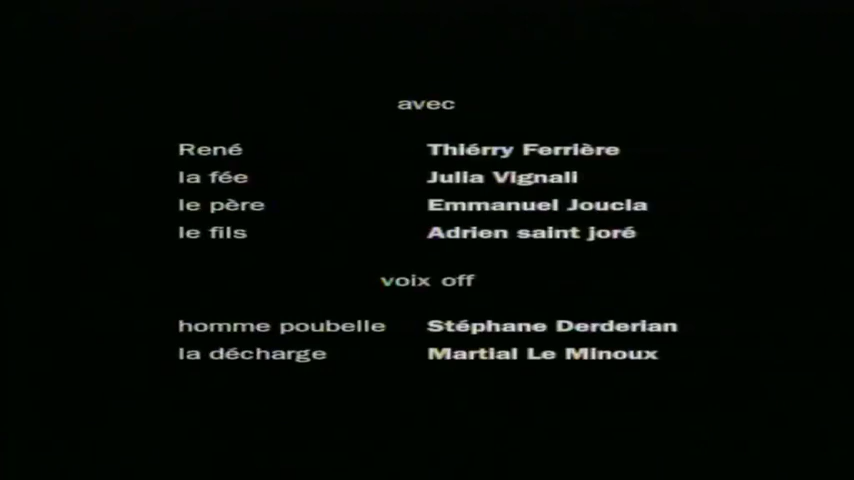 avec
René Thiérry Ferrière
la fée Julia Vignali
le père Emmanuel Joucla
le fils Adrien saint joré
voix off
homme poubelle Stéphane Derderian
la décharge Martial Le Minoux